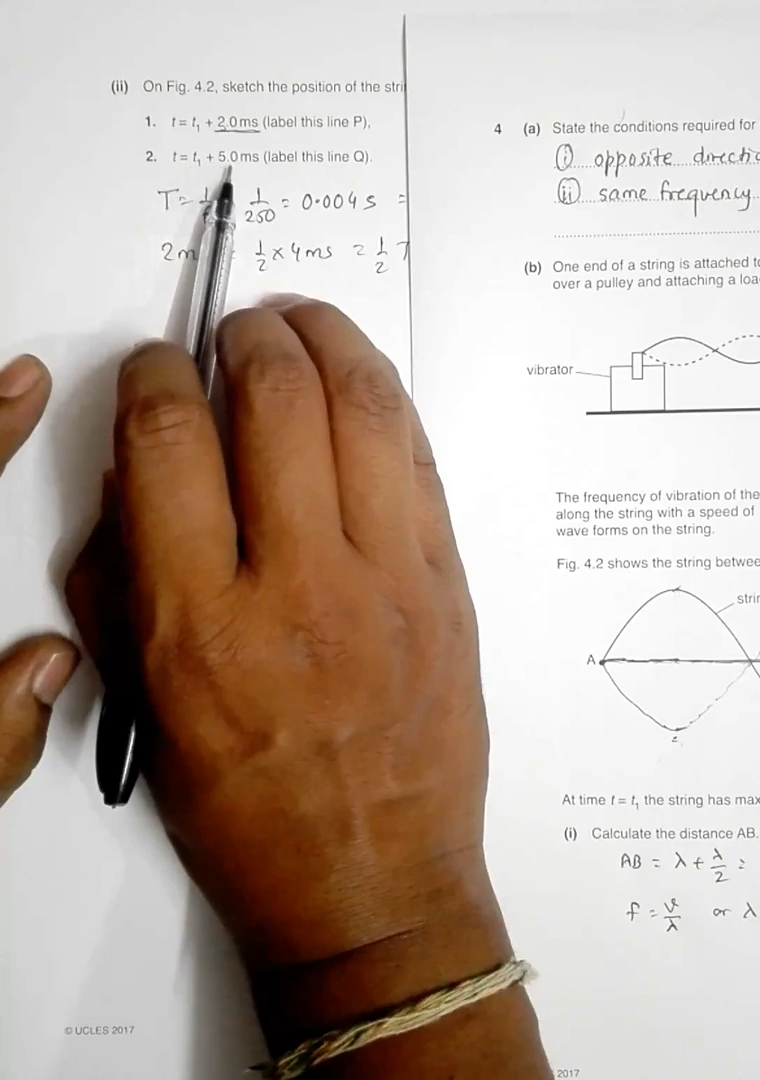 (ii) On Fig. 4.2, sketch the position of the stri
1. t = t₁ + 2.0 ms (label this line P),
2. t = t₁ + 5.0 ms (label this line Q).
T = 1/ 1/250 = 0.004 s =
2m = 1/2 × 4ms = 1/2 T
© UCLES 2017
4 (a) State the conditions required for
(i) opposite directio
(ii) same frequency
(b) One end of a string is attached to
over a pulley and attaching a loa
vibrator
The frequency of vibration of the
along the string with a speed of
wave forms on the string.
Fig. 4.2 shows the string betwee
strin
A
At time t = t₁ the string has max
(i) Calculate the distance AB.
AB = λ + λ/2 =
f = v/λ or λ
2017